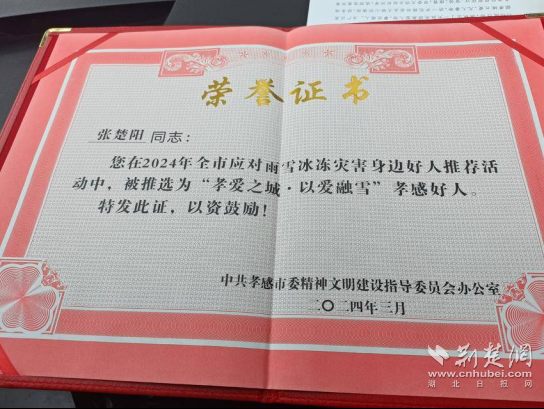 荣誉证书
张楚阳 同志：
您在2024年全市应对雨雪冰冻灾害身边好人推荐活
动中，被推选为“孝爱之城·以爱融雪”孝感好人。
特发此证，以资鼓励！
中共孝感市委精神文明建设指导委员会办公室
二〇二四年三月
荆楚网
www.cnhubei.com
湖北日报网